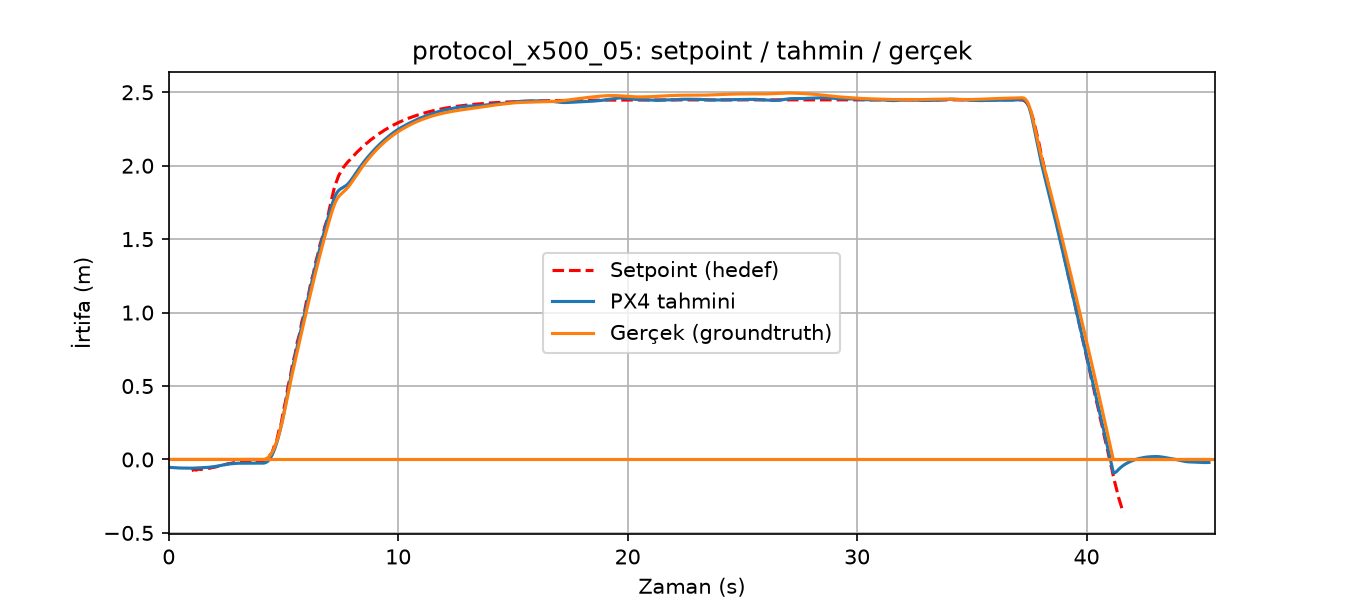 protocol_x500_05: setpoint / tahmin / gerçek
İrtifa (m)
2.5
2.0
1.5
1.0
0.5
0.0
−0.5
Setpoint (hedef)
PX4 tahmini
Gerçek (groundtruth)
0
10
20
30
40
Zaman (s)